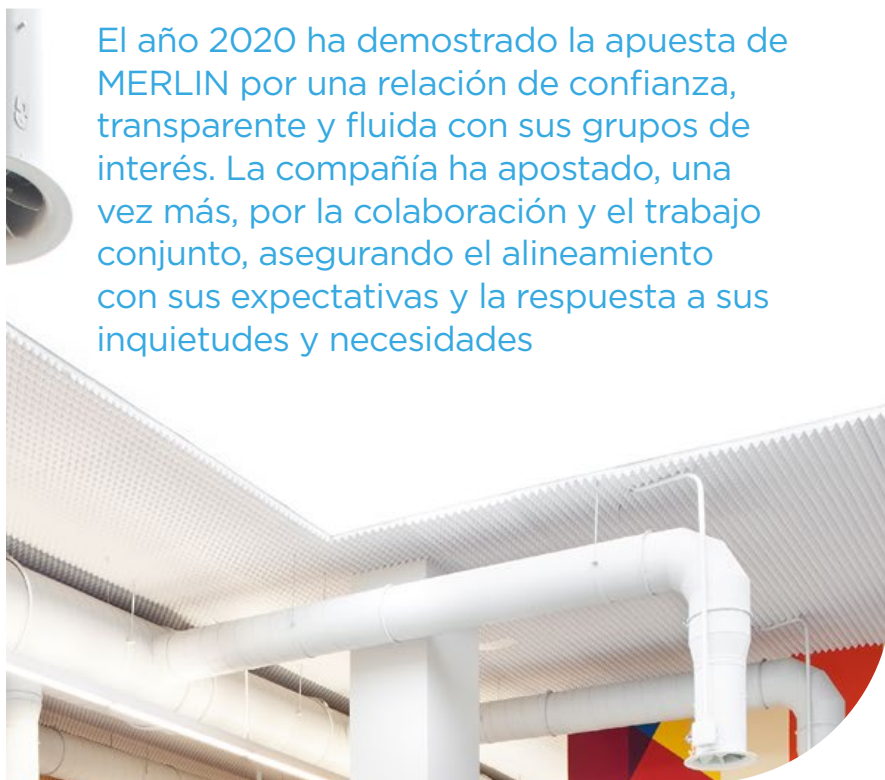 El año 2020 ha demostrado la apuesta de
MERLIN por una relación de confianza,
transparente y fluida con sus grupos de
interés. La compañía ha apostado, una
vez más, por la colaboración y el trabajo
conjunto, asegurando el alineamiento
con sus expectativas y la respuesta a sus
inquietudes y necesidades